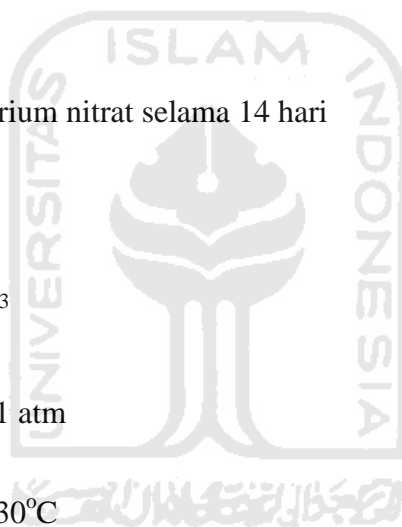 ISLAM
UNIVERSITAS
INDONESIA
rium nitrat selama 14 hari
3
1 atm
30°C